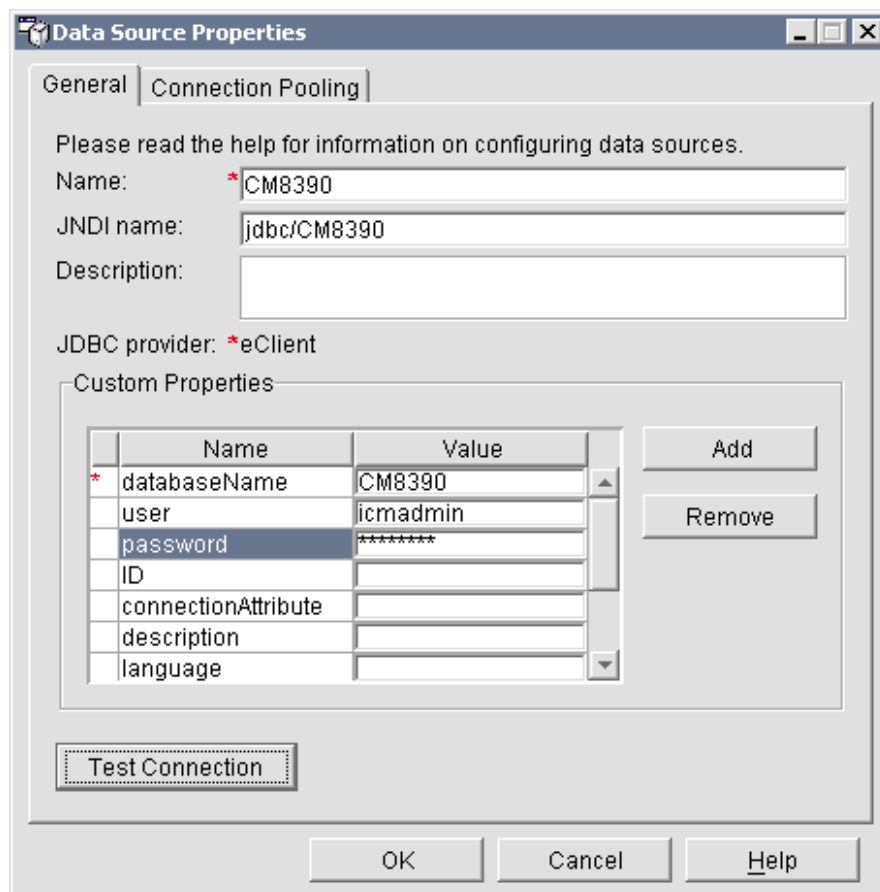 Data Source Properties
General Connection Pooling
Please read the help for information on configuring data sources.
Name: *CM8390
JNDI name: jdbc/CM8390
Description:
JDBC provider: *eClient
Custom Properties
Name Value
* databaseName CM8390
user icmadmin
password ********
ID
connectionAttribute
description
language
Add
Remove
Test Connection
OK Cancel Help